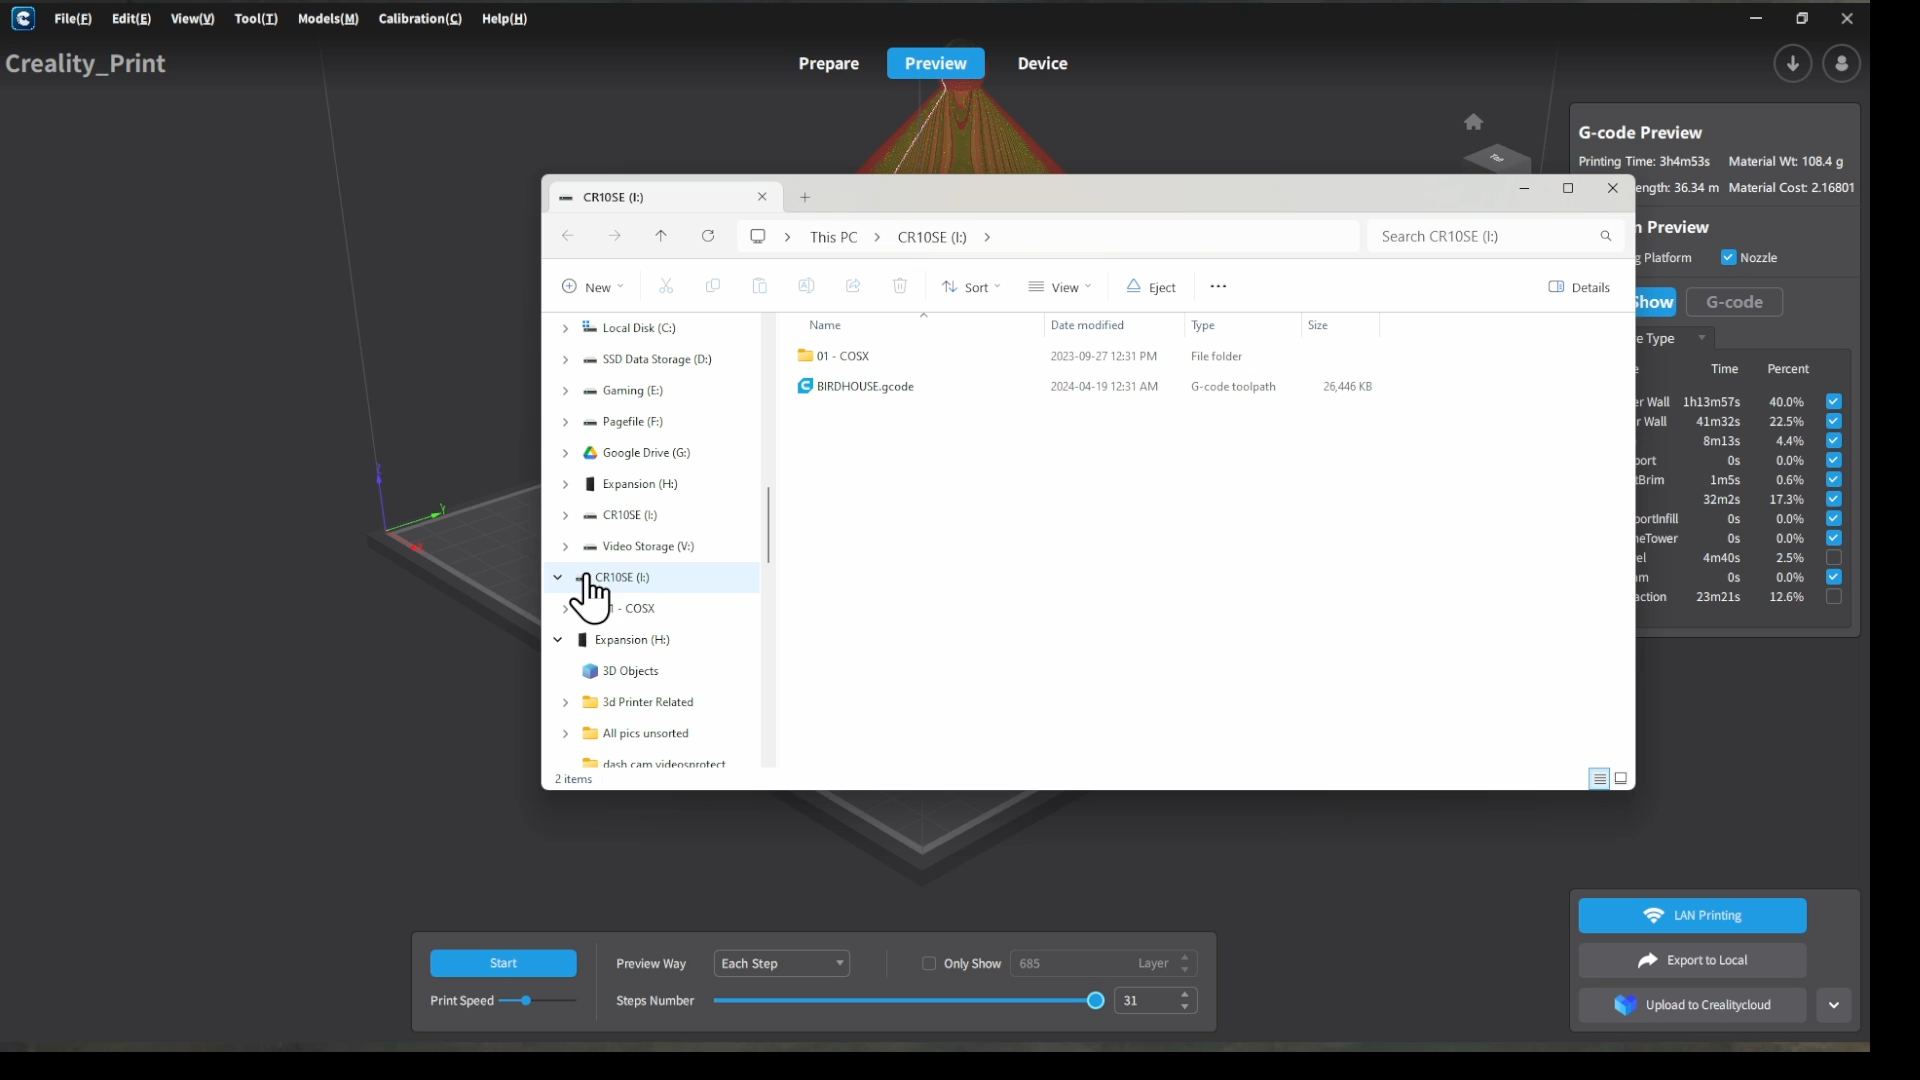 File(F) Edit(E) View(V) Tool(T) Models(M) Calibration(C) Help(H)
Creality_Print
Prepare Preview Device
G-code Preview
Printing Time: 3h4m53s Material Wt: 108.4 g
ength: 36.34 m Material Cost: 2.16801
n Preview
g Platform Nozzle
Show G-code
e Type
Time Percent
er Wall 1h13m57s 40.0%
r Wall 41m32s 22.5%
8m13s 4.4%
port 0s 0.0%
tBrim 1m5s 0.6%
32m2s 17.3%
portInfill 0s 0.0%
neTower 0s 0.0%
el 4m40s 2.5%
m 0s 0.0%
action 23m21s 12.6%
CR10SE (I:)
This PC > CR10SE (I:) >
Search CR10SE (I:)
New Sort View Eject ... Details
Name Date modified Type Size
01 - COSX 2023-09-27 12:31 PM File folder
BIRDHOUSE.gcode 2024-04-19 12:31 AM G-code toolpath 26,446 KB
Local Disk (C:)
SSD Data Storage (D:)
Gaming (E:)
Pagefile (F:)
Google Drive (G:)
Expansion (H:)
CR10SE (I:)
Video Storage (V:)
CR10SE (I:)
1 - COSX
Expansion (H:)
3D Objects
3d Printer Related
All pics unsorted
dash cam videosprotect
2 items
Start Preview Way Each Step Only Show 685 Layer
Print Speed Steps Number 31
LAN Printing
Export to Local
Upload to Crealitycloud